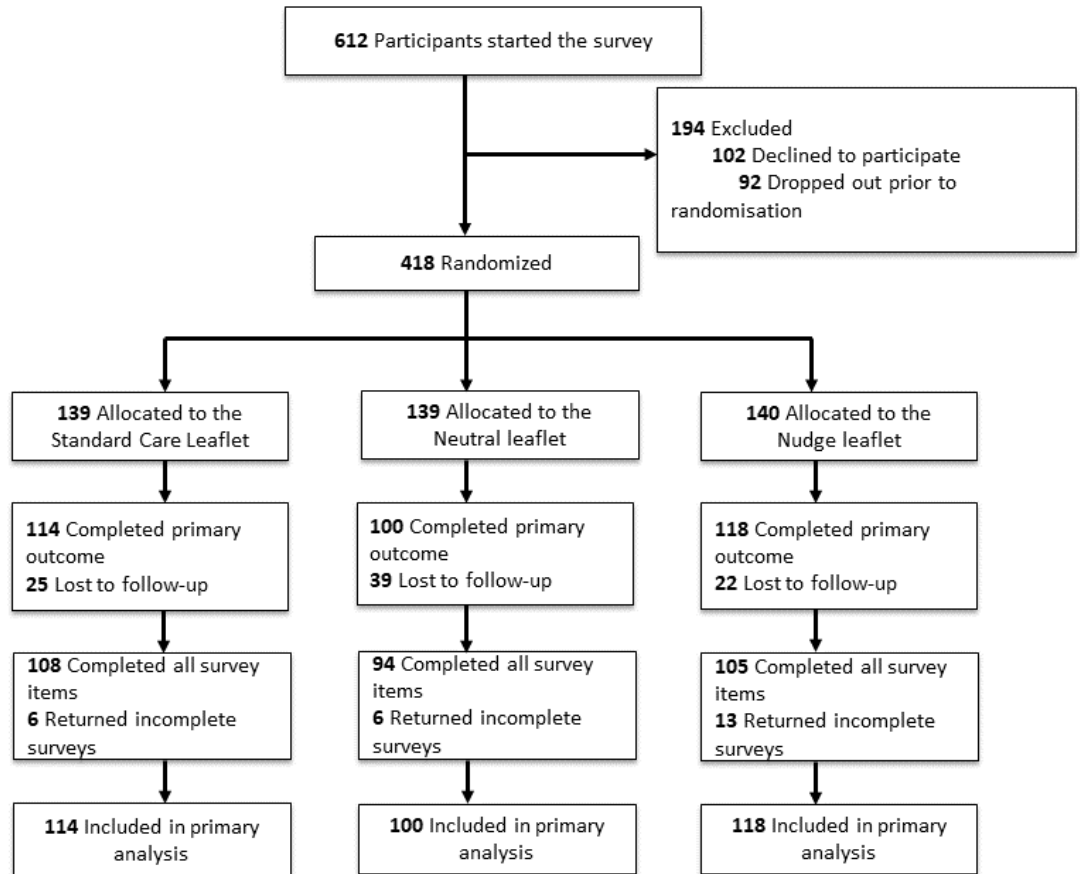 612 Participants started the survey
194 Excluded
102 Declined to participate
92 Dropped out prior to
randomisation
418 Randomized
139 Allocated to the
Standard Care Leaflet
139 Allocated to the
Neutral leaflet
140 Allocated to the
Nudge leaflet
114 Completed primary
outcome
25 Lost to follow-up
100 Completed primary
outcome
39 Lost to follow-up
118 Completed primary
outcome
22 Lost to follow-up
108 Completed all survey
items
6 Returned incomplete
surveys
94 Completed all survey
items
6 Returned incomplete
surveys
105 Completed all survey
items
13 Returned incomplete
surveys
114 Included in primary
analysis
100 Included in primary
analysis
118 Included in primary
analysis